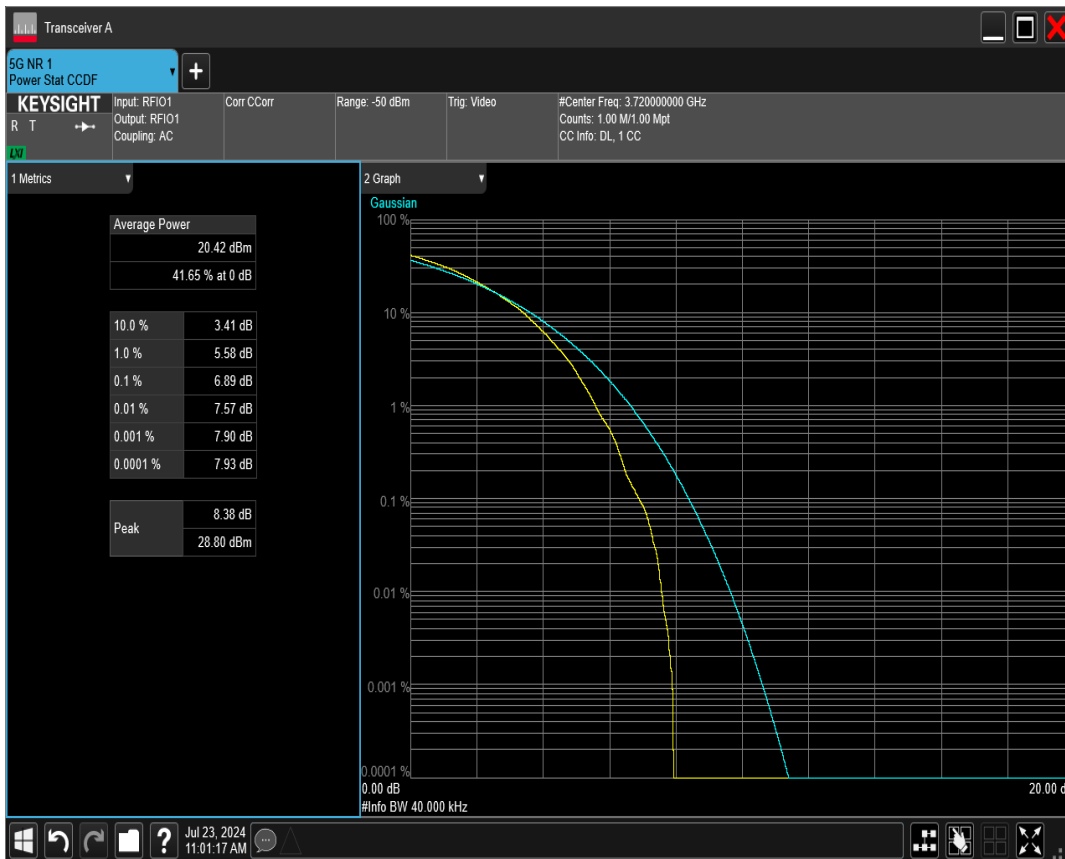 Transceiver A
5G NR 1
Power Stat CCDF
KEYSIGHT
R T
LXI
Input: RFIO1
Output: RFIO1
Coupling: AC
Corr CCorr
Range: -50 dBm
Trig: Video
#Center Freq: 3.720000000 GHz
Counts: 1.00 M/1.00 Mpt
CC Info: DL, 1 CC
1 Metrics
Average Power
20.42 dBm
41.65 % at 0 dB
10.0 % 3.41 dB
1.0 % 5.58 dB
0.1 % 6.89 dB
0.01 % 7.57 dB
0.001 % 7.90 dB
0.0001 % 7.93 dB
Peak
8.38 dB
28.80 dBm
2 Graph
Gaussian
100 %
10 %
1 %
0.1 %
0.01 %
0.001 %
0.0001 %
0.00 dB
20.00 d
#Info BW 40.000 kHz
Jul 23, 2024
11:01:17 AM